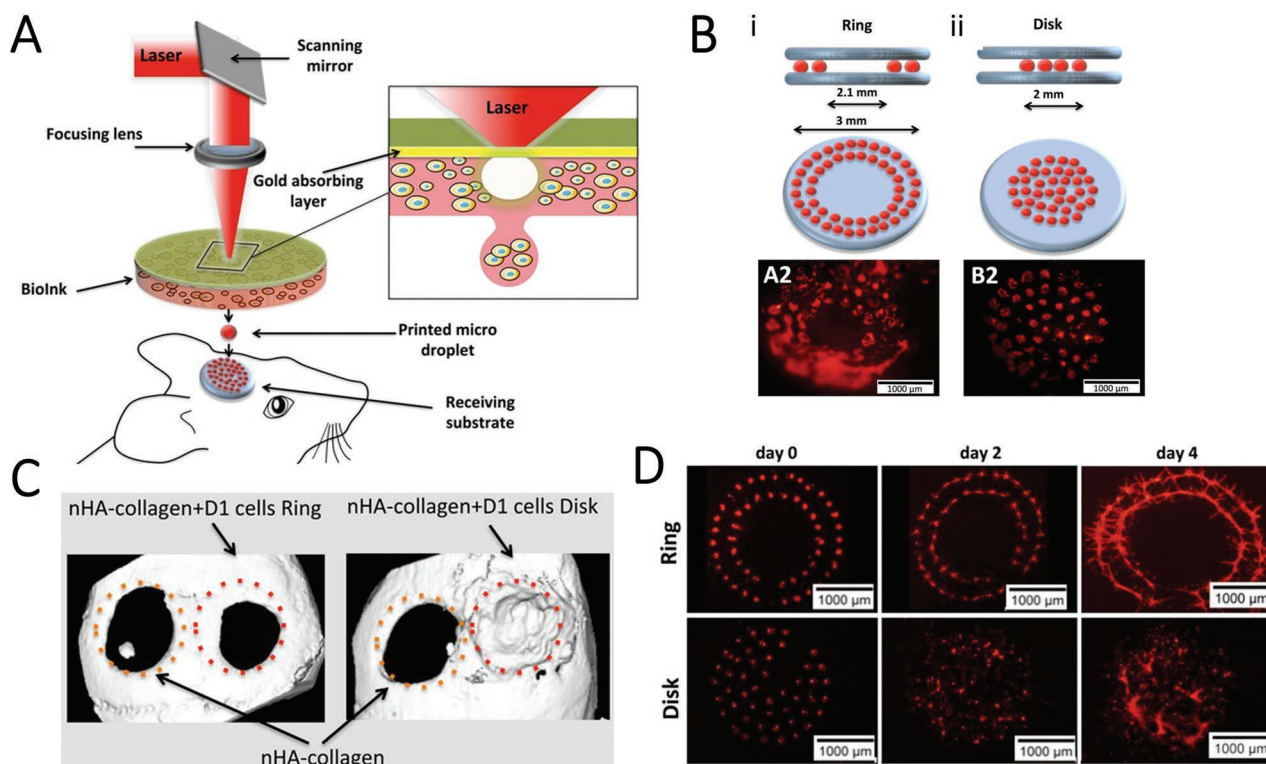 A
Laser
Scanning
mirror
Focusing lens
Gold absorbing
layer
Laser
BioInk
Printed micro
droplet
Receiving
substrate
B
i
Ring
ii
Disk
2.1 mm
3 mm
2 mm
A2
1000 µm
B2
1000 µm
C
nHA-collagen+D1 cells Ring
nHA-collagen+D1 cells Disk
nHA-collagen
D
day 0
day 2
day 4
Ring
1000 µm
1000 µm
1000 µm
Disk
1000 µm
1000 µm
1000 µm